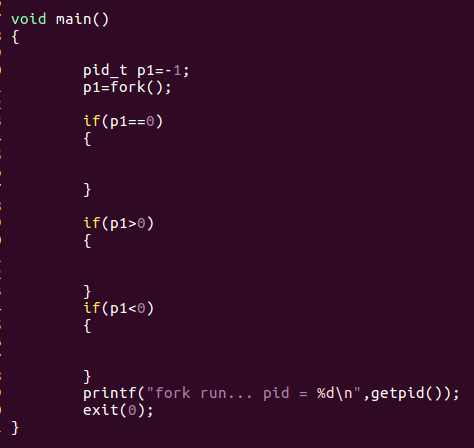 void main()
{
pid_t p1=-1;
p1=fork();
if(p1==0)
{
}
if(p1>0)
{
}
if(p1<0)
{
}
printf("fork run... pid = %d\n",getpid());
exit(0);
}